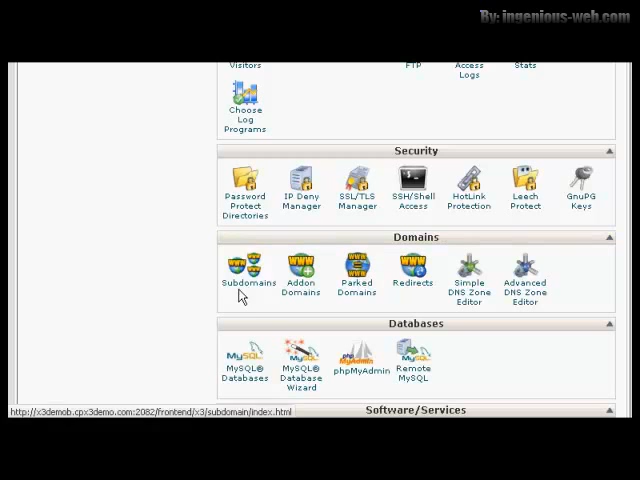 By: ingenious-web.com
Visitors FTP Access Stats
Logs
Choose
Log
Programs
Security
Password IP Deny SSL/TLS SSH/Shell HotLink Leech GnuPG
Protect Manager Manager Access Protection Protect Keys
Directories
Domains
Subdomains Addon Parked Redirects Simple Advanced
Domains Domains DNS Zone DNS Zone
Editor Editor
Databases
MySQL® MySQL® phpMyAdmin Remote
Databases Database MySQL
Wizard
http://x3demob.cpx3demo.com:2082/frontend/x3/subdomain/index.html
Software/Services